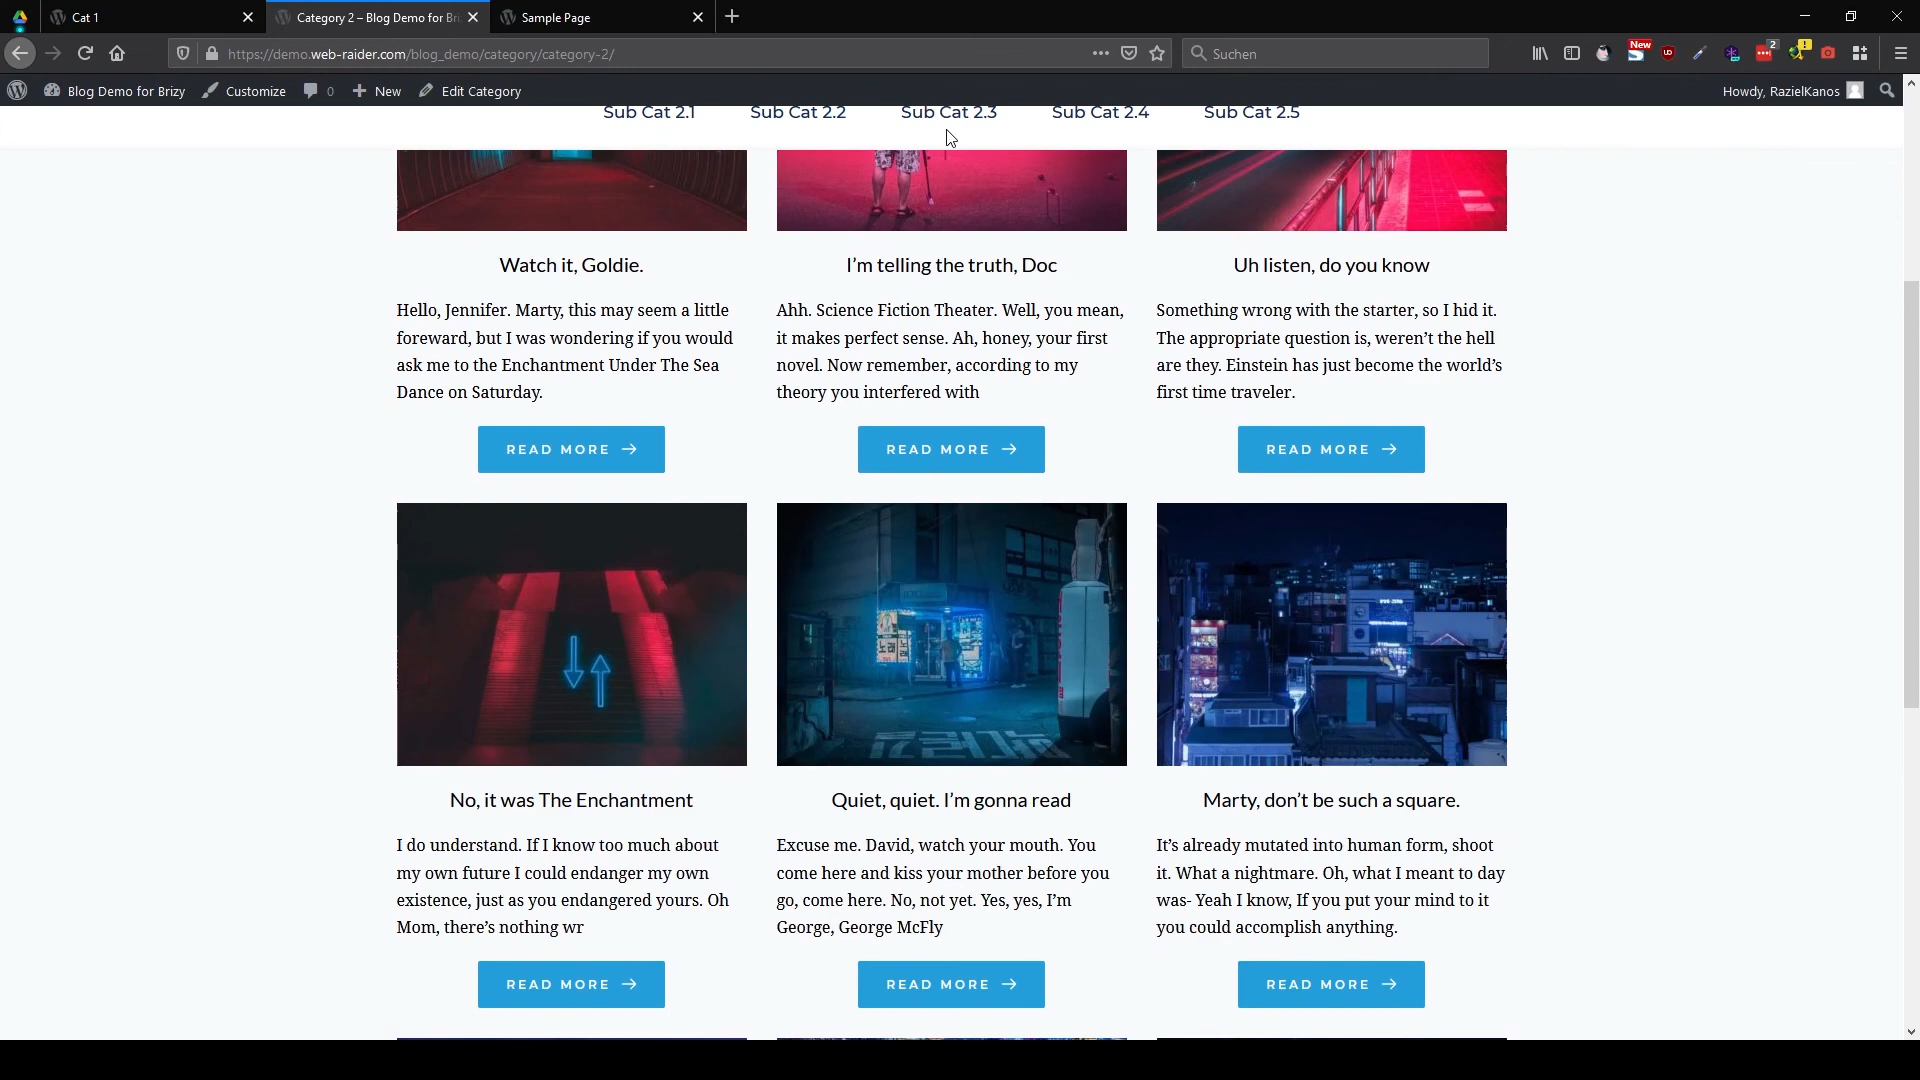 Cat 1
Category 2 – Blog Demo for Bri
Sample Page
https://demo.web-raider.com/blog_demo/category/category-2/
Suchen
New
2
Blog Demo for Brizy
Customize
0
New
Edit Category
Howdy, RazielKanos
Sub Cat 2.1
Sub Cat 2.2
Sub Cat 2.3
Sub Cat 2.4
Sub Cat 2.5
Watch it, Goldie.
Hello, Jennifer. Marty, this may seem a little
foreward, but I was wondering if you would
ask me to the Enchantment Under The Sea
Dance on Saturday.
READ MORE
I’m telling the truth, Doc
Ahh. Science Fiction Theater. Well, you mean,
it makes perfect sense. Ah, honey, your first
novel. Now remember, according to my
theory you interfered with
READ MORE
Uh listen, do you know
Something wrong with the starter, so I hid it.
The appropriate question is, weren’t the hell
are they. Einstein has just become the world’s
first time traveler.
READ MORE
No, it was The Enchantment
I do understand. If I know too much about
my own future I could endanger my own
existence, just as you endangered yours. Oh
Mom, there’s nothing wr
READ MORE
Quiet, quiet. I’m gonna read
Excuse me. David, watch your mouth. You
come here and kiss your mother before you
go, come here. No, not yet. Yes, yes, I’m
George, George McFly
READ MORE
Marty, don’t be such a square.
It’s already mutated into human form, shoot
it. What a nightmare. Oh, what I meant to day
was- Yeah I know, If you put your mind to it
you could accomplish anything.
READ MORE